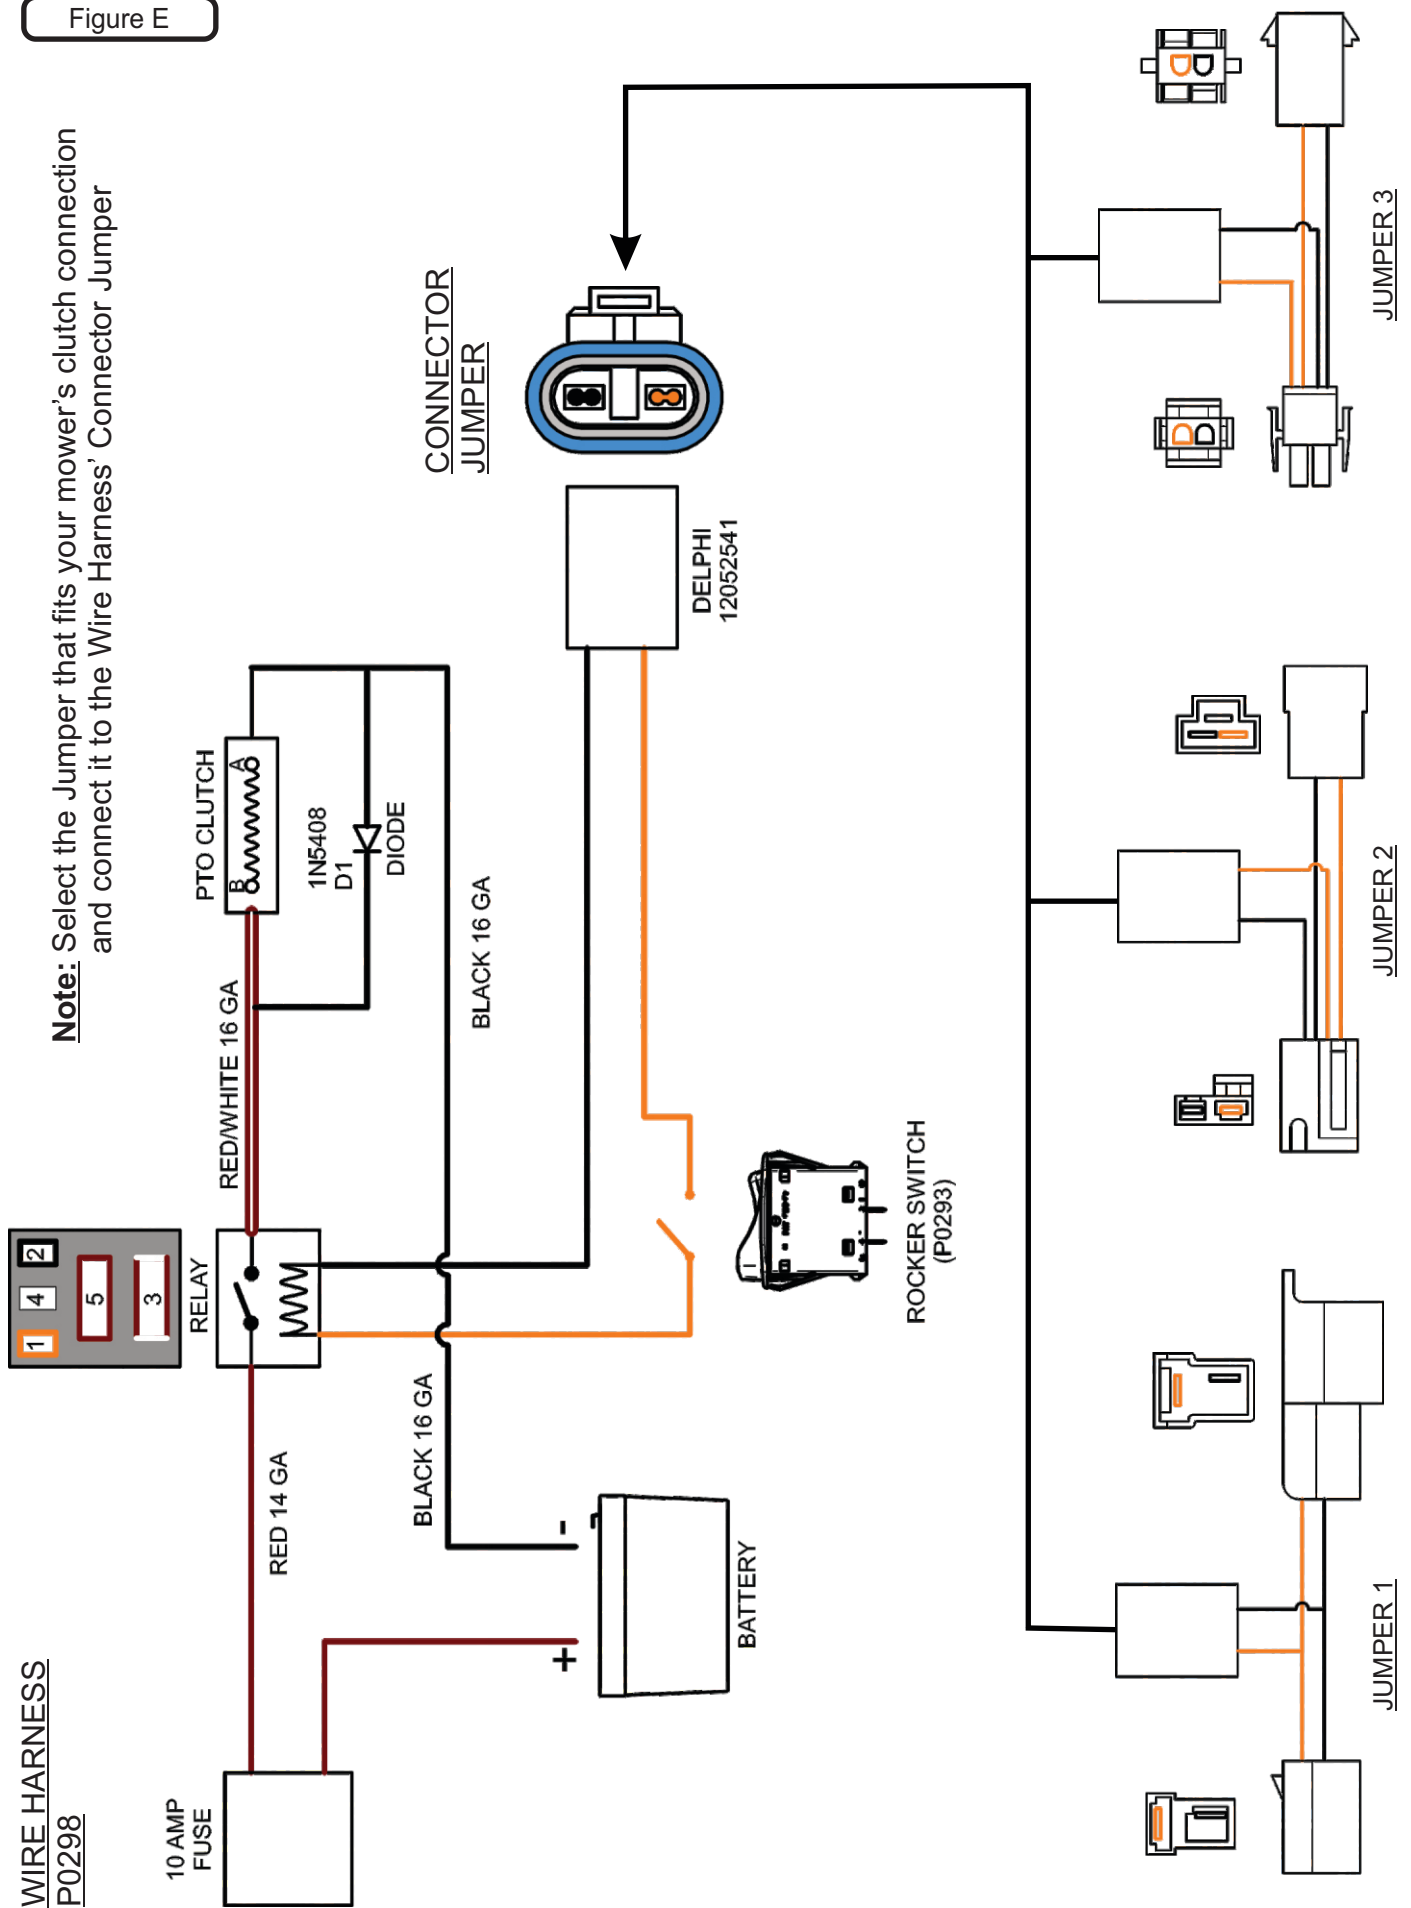 Figure E
WIRE HARNESS
P0298
Note: Select the Jumper that fits your mower's clutch connection
and connect it to the Wire Harness' Connector Jumper
10 AMP
FUSE
RED 14 GA
RELAY
1
4
2
5
3
RED/WHITE 16 GA
PTO CLUTCH
B
A
1N5408
D1
DIODE
BLACK 16 GA
BLACK 16 GA
+
-
BATTERY
ROCKER SWITCH
(P0293)
CONNECTOR
JUMPER
DELPHI
12052541
JUMPER 1
JUMPER 2
JUMPER 3